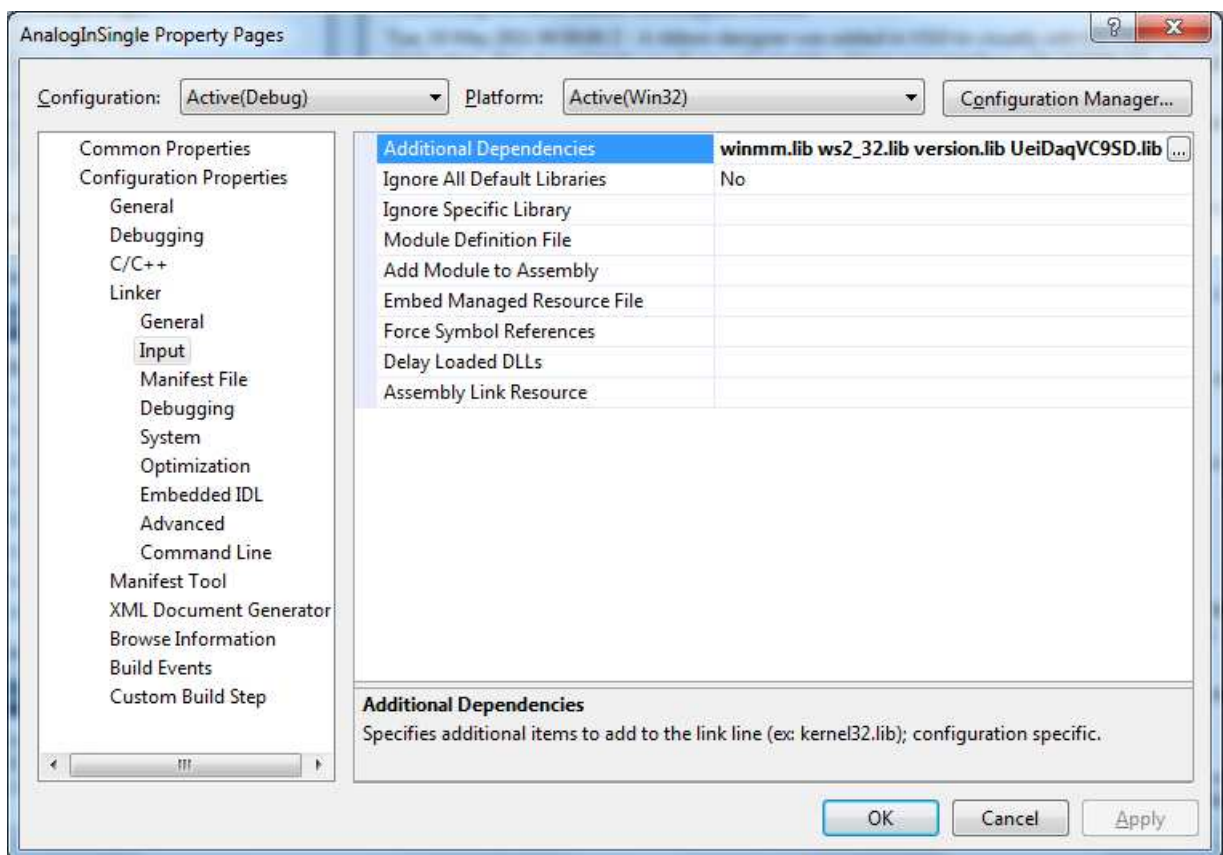 AnalogInSingle Property Pages
Configuration: Active(Debug) Platform: Active(Win32) Configuration Manager...
Common Properties
Configuration Properties
General
Debugging
C/C++
Linker
General
Input
Manifest File
Debugging
System
Optimization
Embedded IDL
Advanced
Command Line
Manifest Tool
XML Document Generator
Browse Information
Build Events
Custom Build Step
Additional Dependencies winmm.lib ws2_32.lib version.lib UeiDaqVC9SD.lib ...
Ignore All Default Libraries No
Ignore Specific Library
Module Definition File
Add Module to Assembly
Embed Managed Resource File
Force Symbol References
Delay Loaded DLLs
Assembly Link Resource
Additional Dependencies
Specifies additional items to add to the link line (ex: kernel32.lib); configuration specific.
OK Cancel Apply